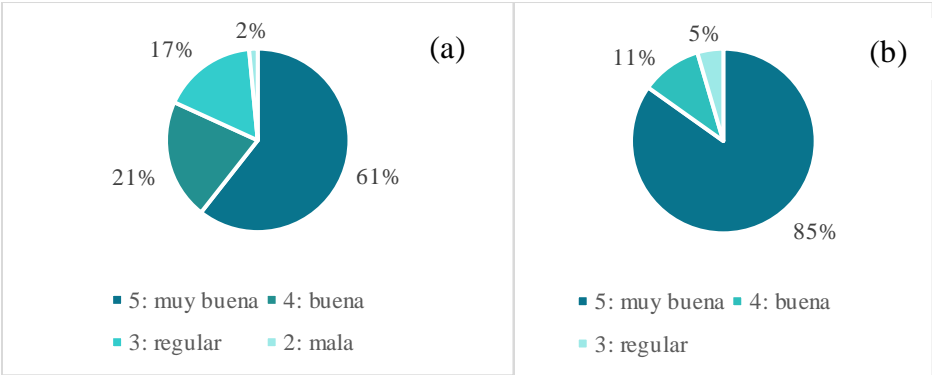 2%
17%
(a)
61%
21%
5: muy buena
4: buena
3: regular
2: mala
5%
11%
(b)
85%
5: muy buena
4: buena
3: regular